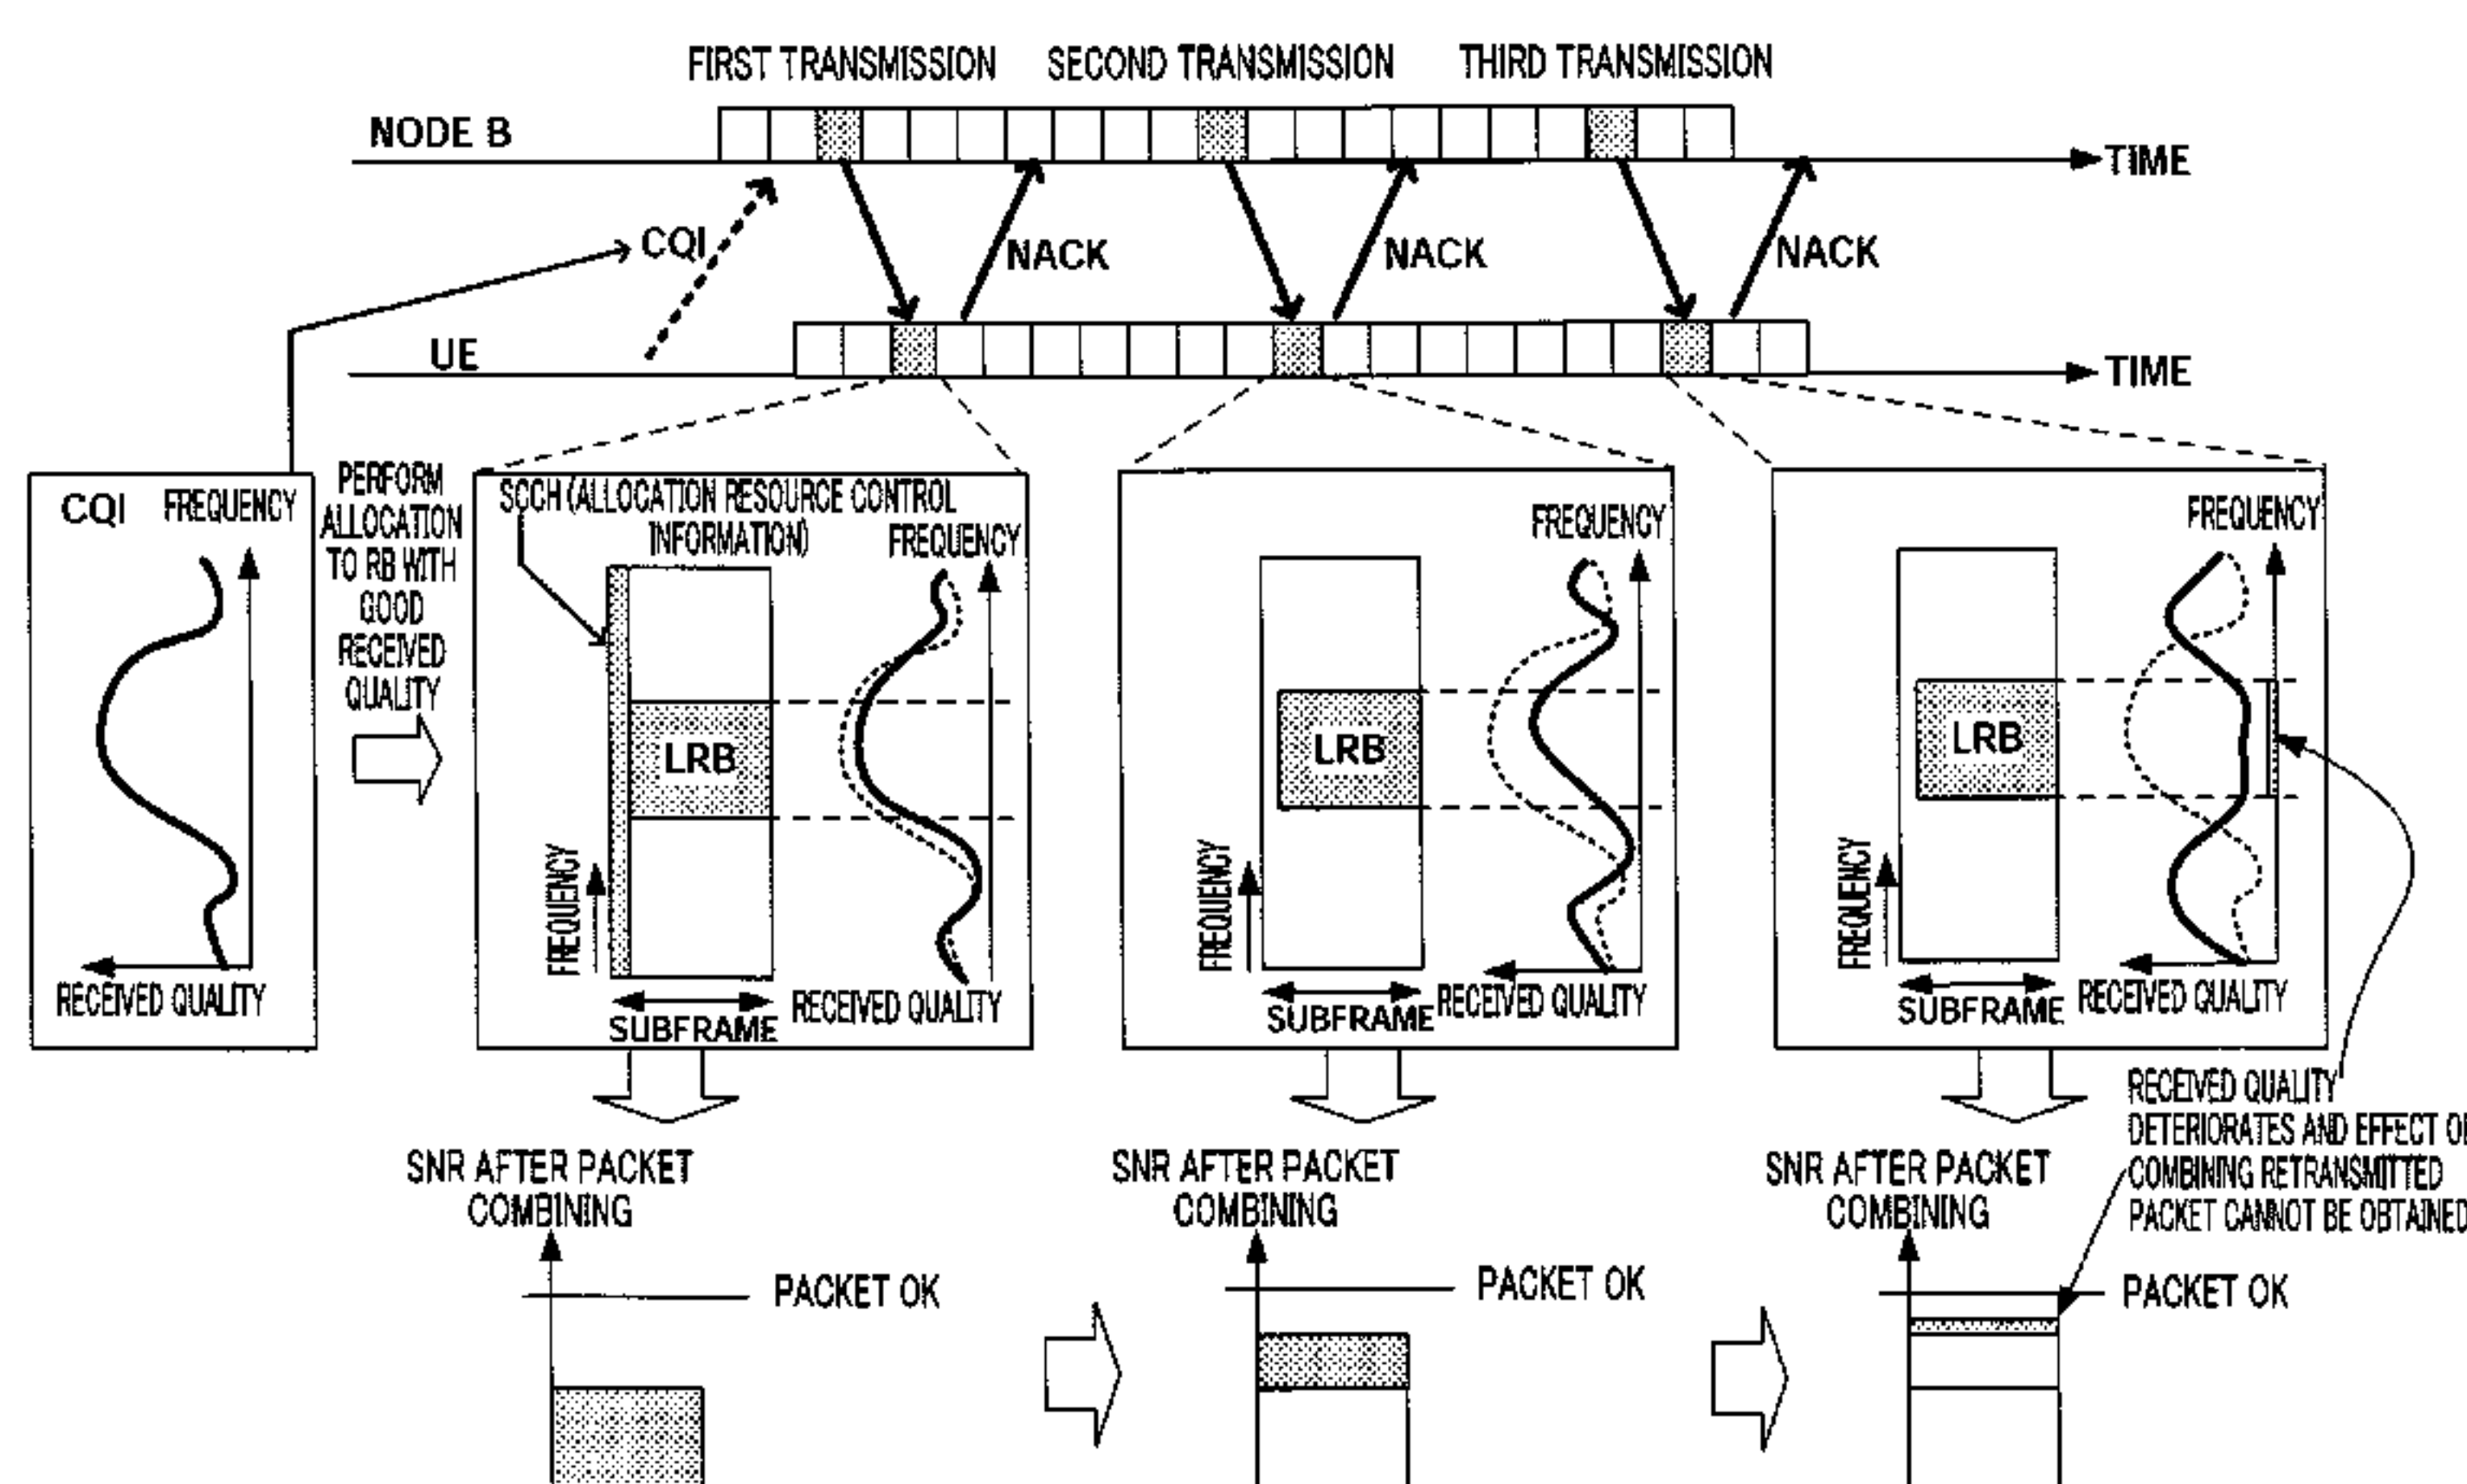 FIRST TRANSMISSION SECOND TRANSMISSION THIRD TRANSMISSION
NODE B
TIME
CQI
NACK NACK NACK
UE
TIME
CQI FREQUENCY
RECEIVED QUALITY
PERFORM
ALLOCATION
TO RB WITH
GOOD
RECEIVED
QUALITY
SCCH (ALLOCATION RESOURCE CONTROL
INFORMATION)
FREQUENCY
LRB
FREQUENCY
SUBFRAME
RECEIVED QUALITY
FREQUENCY
LRB
FREQUENCY
SUBFRAME
RECEIVED QUALITY
FREQUENCY
LRB
FREQUENCY
SUBFRAME
RECEIVED QUALITY
RECEIVED QUALITY
DETERIORATES AND EFFECT
COMBINING RETRANSMITTED
PACKET CANNOT BE OBTAINED
SNR AFTER PACKET
COMBINING
PACKET OK
SNR AFTER PACKET
COMBINING
PACKET OK
SNR AFTER PACKET
COMBINING
PACKET OK